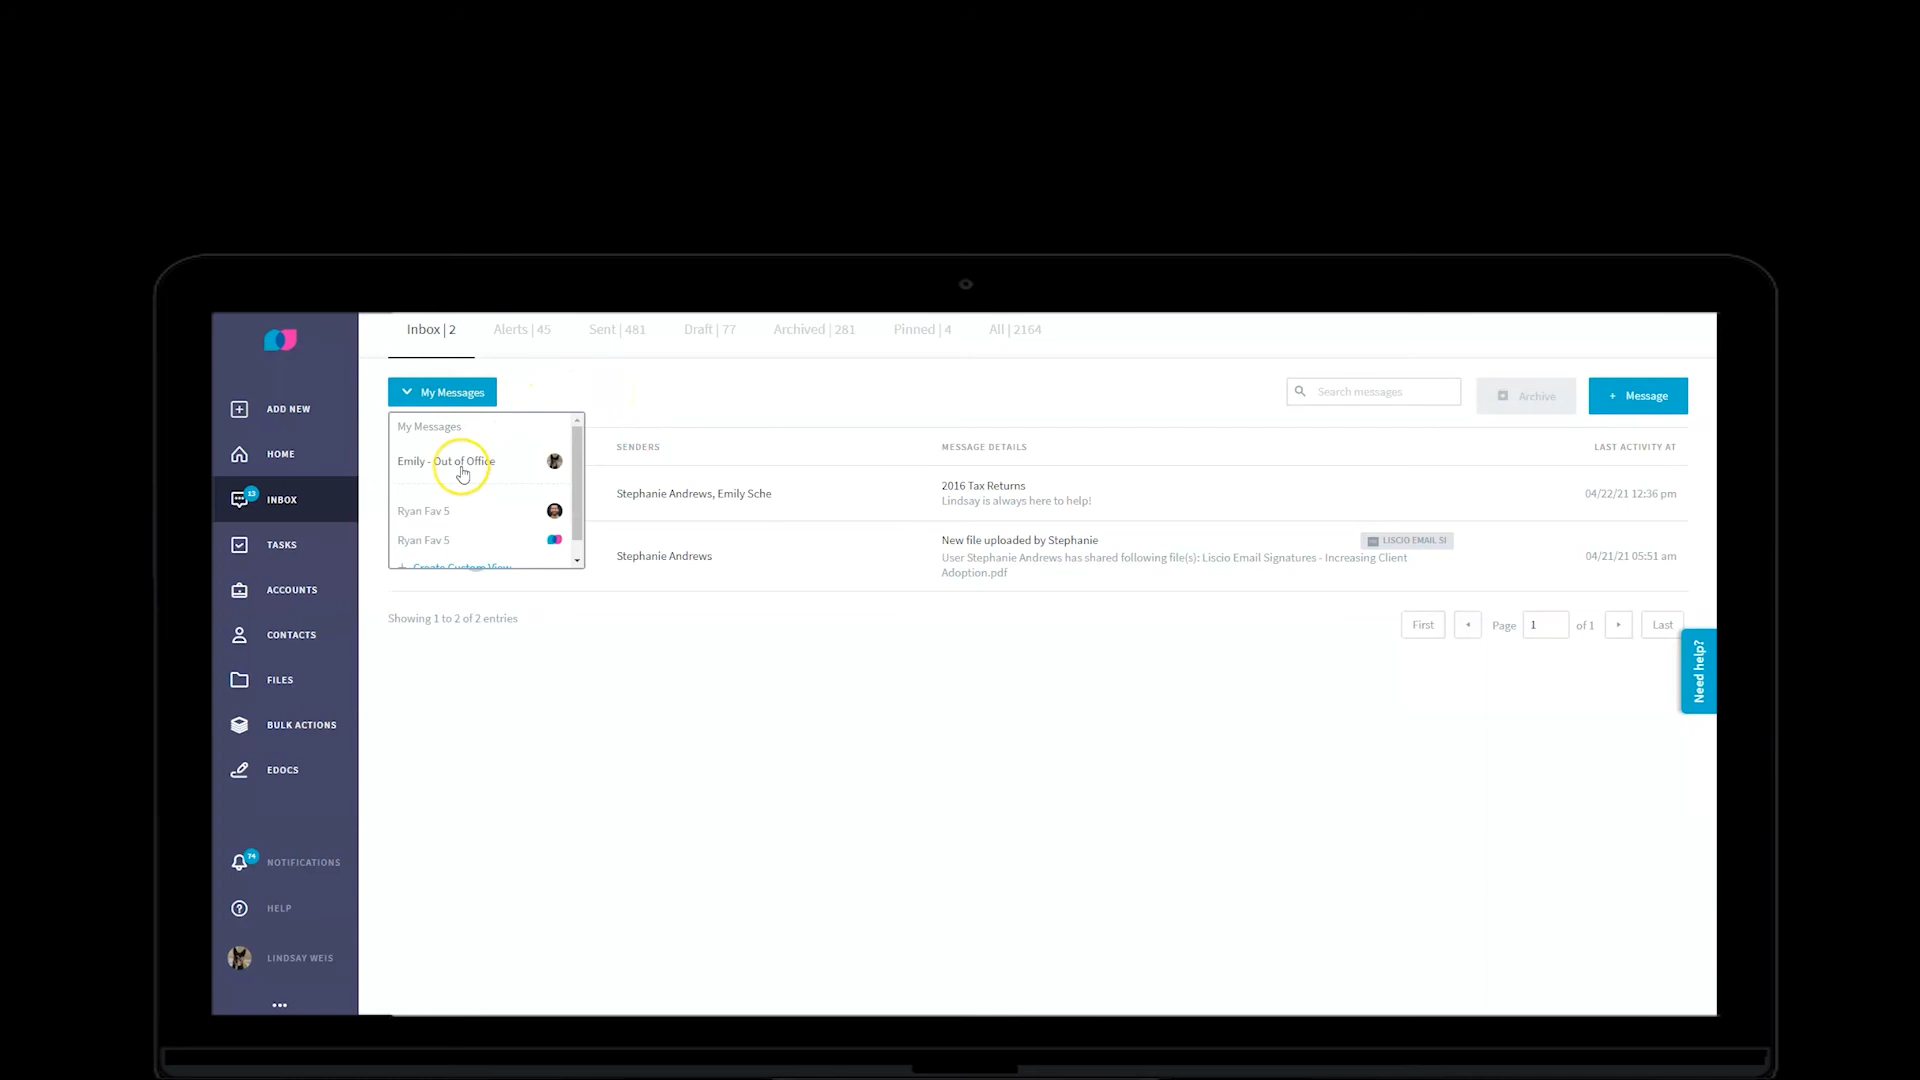 Inbox | 2
Alerts | 45
Sent | 481
Draft | 77
Archived | 281
Pinned | 4
All | 2164
My Messages
Search messages
Archive
+ Message
My Messages
Emily - Out of Office
Ryan Fav 5
Ryan Fav 5
+ Create Custom View
SENDERS
MESSAGE DETAILS
LAST ACTIVITY AT
Stephanie Andrews, Emily Sche
2016 Tax Returns
Lindsay is always here to help!
04/22/21 12:36 pm
Stephanie Andrews
New file uploaded by Stephanie
LISCIO EMAIL SI
User Stephanie Andrews has shared following file(s): Liscio Email Signatures - Increasing Client
Adoption.pdf
04/21/21 05:51 am
Showing 1 to 2 of 2 entries
First
Page
1
of 1
Last
Need help?
ADD NEW
HOME
13
INBOX
TASKS
ACCOUNTS
CONTACTS
FILES
BULK ACTIONS
EDOCS
74
NOTIFICATIONS
HELP
LINDSAY WEIS